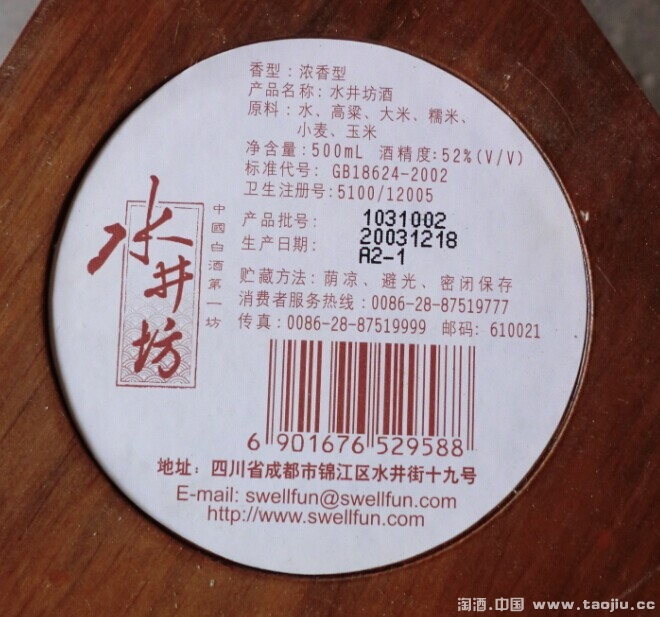 香型：浓香型
产品名称：水井坊酒
原料：水、高粱、大米、糯米、
小麦、玉米
净含量：500mL 酒精度：52%(V/V)
标准代号：GB18624-2002
卫生注册号：5100/12005
产品批号： 1031002
生产日期： 20031218
A2-1
贮藏方法：荫凉、避光、密闭保存
消费者服务热线：0086-28-87519777
传真：0086-28-87519999 邮码：610021
水井坊
中國白酒第一坊
6 901676 529588
地址：四川省成都市锦江区水井街十九号
E-mail: swellfun@swellfun.com
http://www.swellfun.com
淘酒.中国 www.taojiu.cc